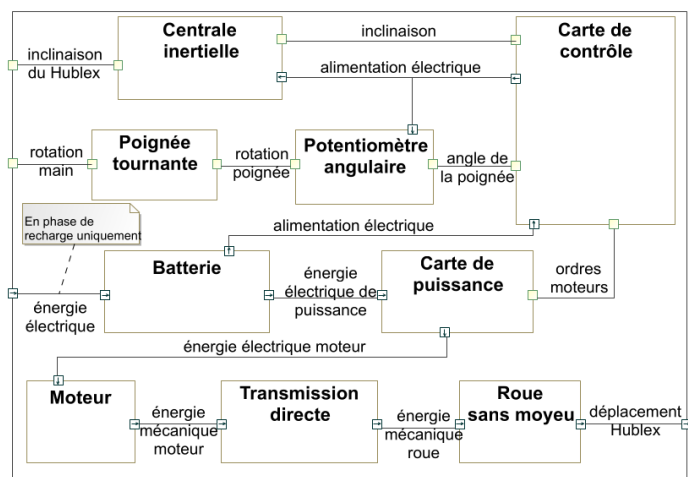 Centrale
inertielle
inclinaison
Carte de
contrôle
inclinaison
du Hublex
alimentation électrique
rotation
main
Poignée
tournante
rotation
poignée
Potentiomètre
angulaire
angle de
la poignée
En phase de
recharge uniquement
alimentation électrique
énergie
électrique
Batterie
énergie
électrique de
puissance
Carte de
puissance
ordres
moteurs
énergie électrique moteur
Moteur
énergie
mécanique
moteur
Transmission
directe
énergie
mécanique
roue
Roue
sans moyeu
déplacement
Hublex